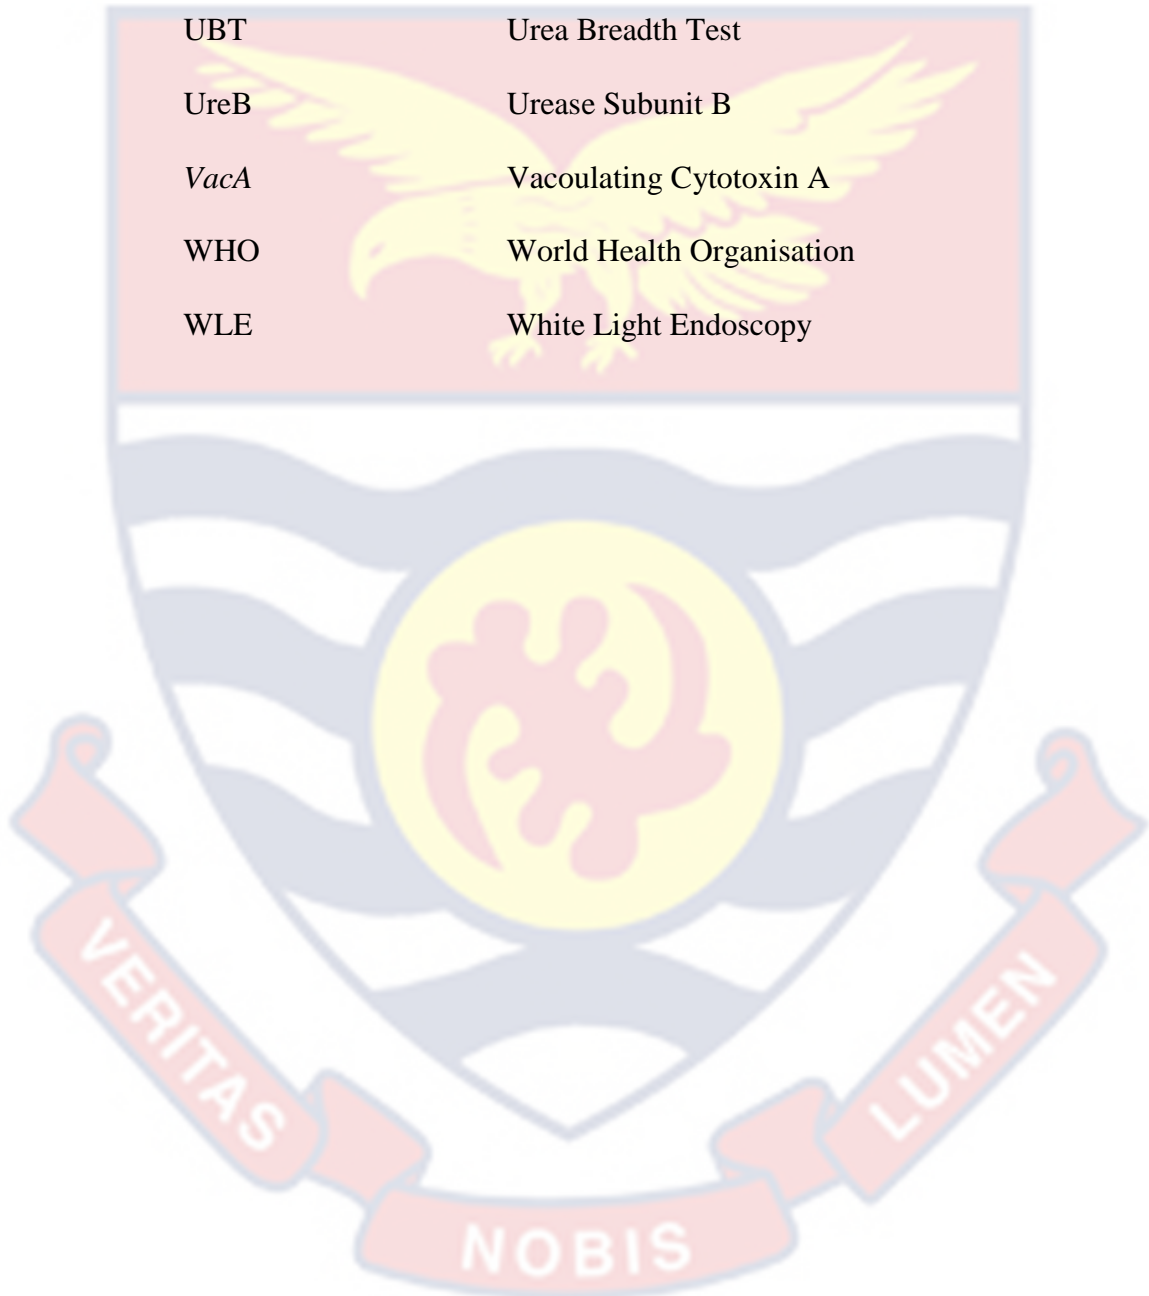 UBT Urea Breadth Test
UreB Urease Subunit B
VacA Vacoulating Cytotoxin A
WHO World Health Organisation
WLE White Light Endoscopy
VERITAS
NOBIS
LUMEN